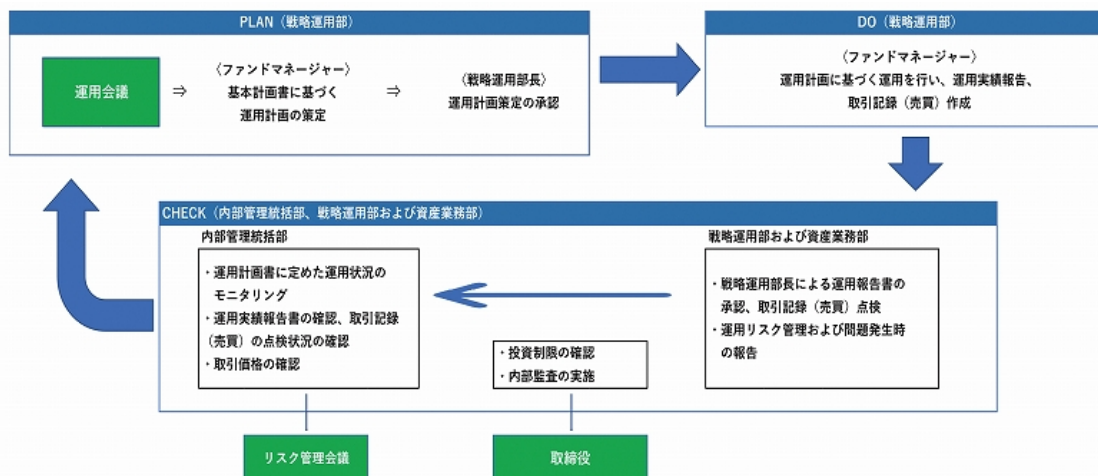 PLAN（戦略運用部）
運用会議
⇒
〈ファンドマネージャー〉
基本計画書に基づく
運用計画の策定
⇒
〈戦略運用部長〉
運用計画策定の承認
DO（戦略運用部）
〈ファンドマネージャー〉
運用計画に基づく運用を行い、運用実績報告、
取引記録（売買）作成
CHECK（内部管理統括部、戦略運用部および資産業務部）
内部管理統括部
・運用計画書に定めた運用状況の
モニタリング
・運用実績報告書の確認、取引記録
（売買）の点検状況の確認
・取引価格の確認
・投資制限の確認
・内部監査の実施
戦略運用部および資産業務部
・戦略運用部長による運用報告書の
承認、取引記録（売買）点検
・運用リスク管理および問題発生時
の報告
リスク管理会議
取締役